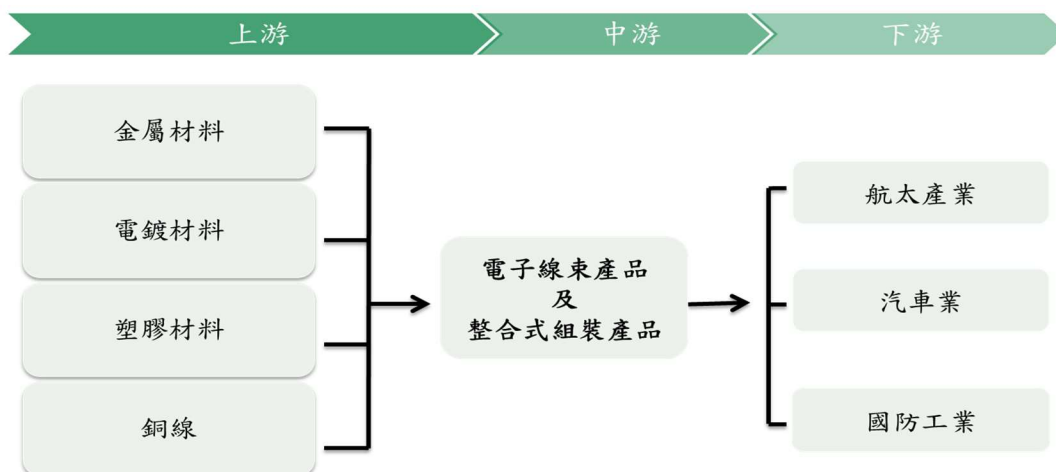 上游
中游
下游
金屬材料
電鍍材料
塑膠材料
銅線
電子線束產品
及
整合式組裝產品
航太產業
汽車業
國防工業